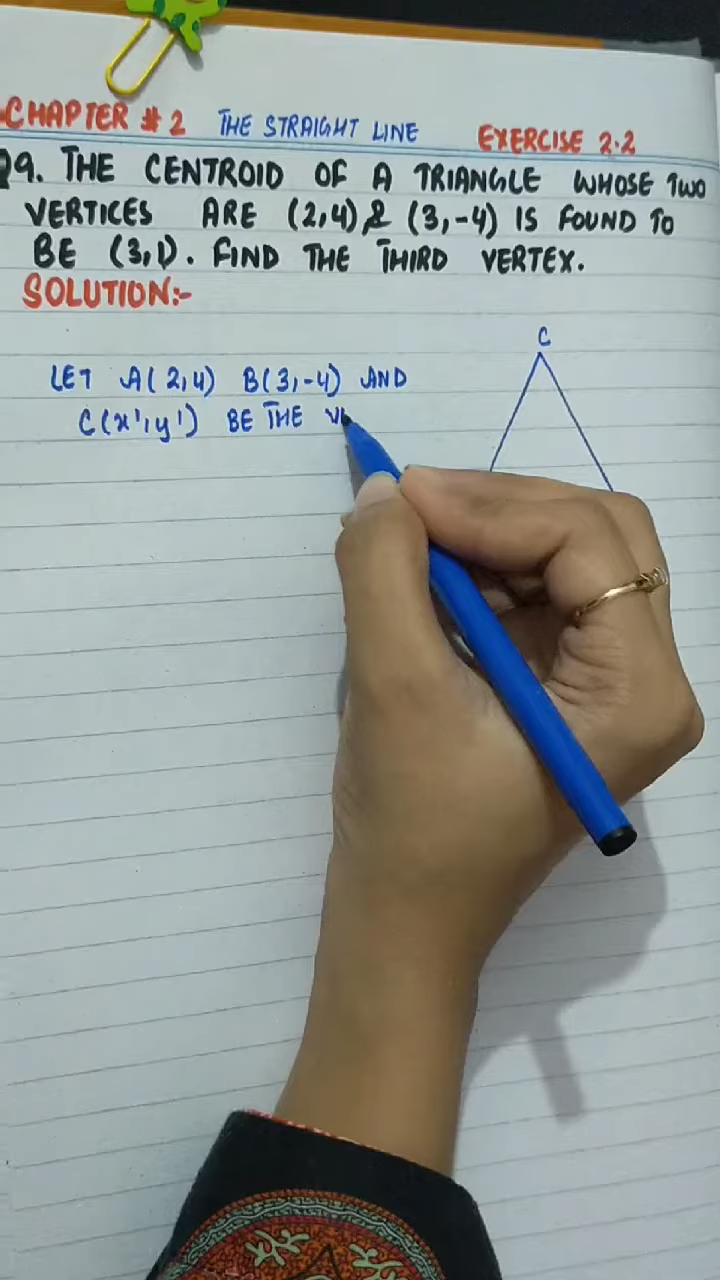 CHAPTER # 2 THE STRAIGHT LINE EXERCISE 2.2
Q9. THE CENTROID OF A TRIANGLE WHOSE TWO
VERTICES ARE (2,4) & (3,-4) IS FOUND TO
BE (3,1). FIND THE THIRD VERTEX.
SOLUTION:-
C
LET A(2,4) B(3,-4) AND
C(x',y') BE THE